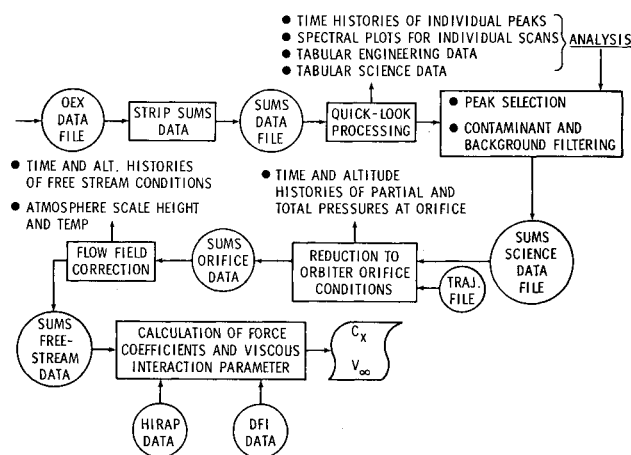 ● TIME HISTORIES OF INDIVIDUAL PEAKS
● SPECTRAL PLOTS FOR INDIVIDUAL SCANS
● TABULAR ENGINEERING DATA
● TABULAR SCIENCE DATA
ANALYSIS
OEX
DATA
FILE
STRIP SUMS
DATA
SUMS
DATA
FILE
QUICK-LOOK
PROCESSING
● PEAK SELECTION
● CONTAMINANT AND
BACKGROUND FILTERING
● TIME AND ALT. HISTORIES
OF FREE STREAM CONDITIONS
● ATMOSPHERE SCALE HEIGHT
AND TEMP
● TIME AND ALTITUDE
HISTORIES OF PARTIAL AND
TOTAL PRESSURES AT ORIFICE
FLOW FIELD
CORRECTION
SUMS
ORIFICE
DATA
REDUCTION TO
ORBITER ORIFICE
CONDITIONS
TRAJ.
FILE
SUMS
SCIENCE
DATA
FILE
SUMS
FREE-
STREAM
DATA
CALCULATION OF FORCE
COEFFICIENTS AND VISCOUS
INTERACTION PARAMETER
C_X
V_∞
HIRAP
DATA
DFI
DATA